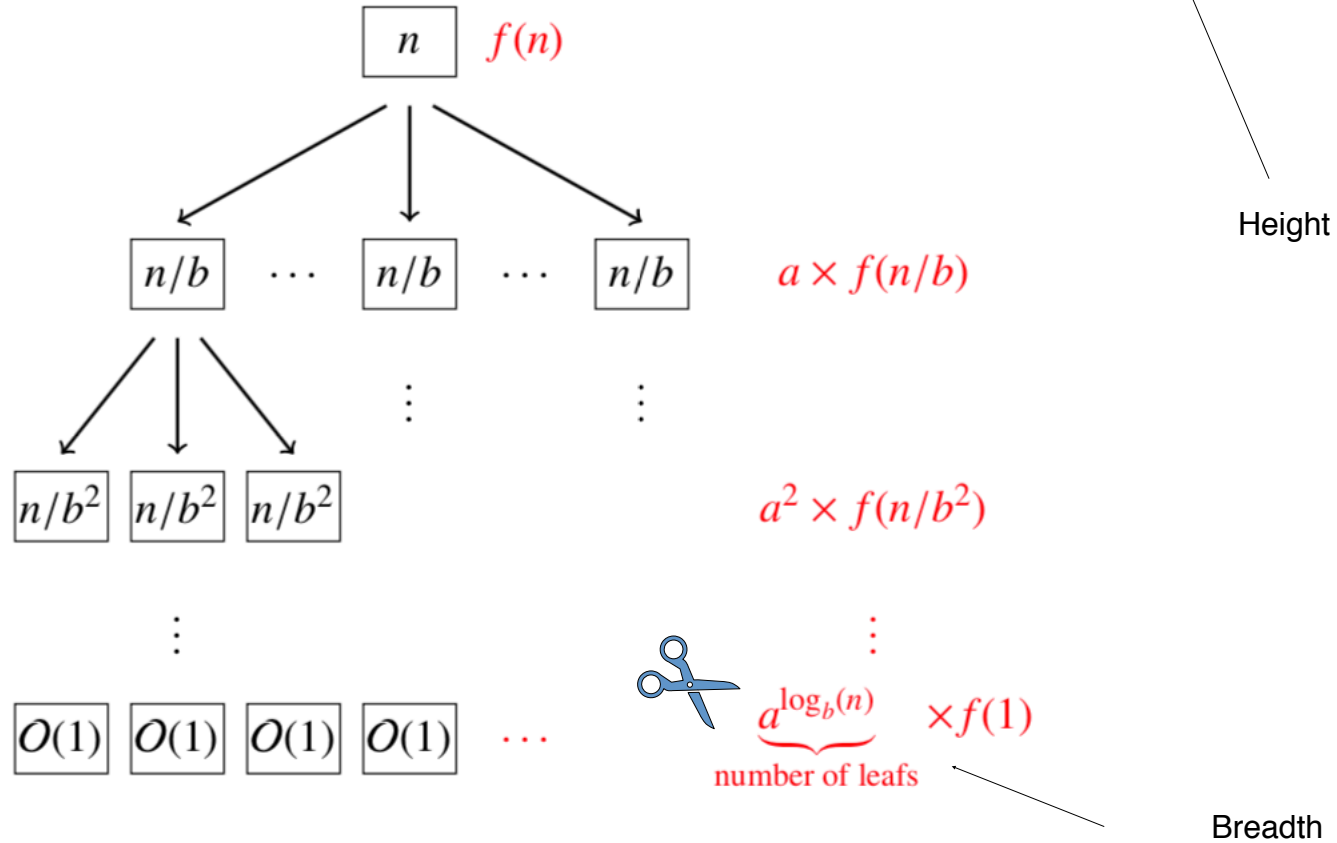 n f(n)
Height
n/b ··· n/b ··· n/b a × f(n/b)
⋮ ⋮
n/b² n/b² n/b² a² × f(n/b²)
⋮ ⋮
O(1) O(1) O(1) O(1) ··· a^{log_b(n)} ×f(1)
number of leafs
Breadth